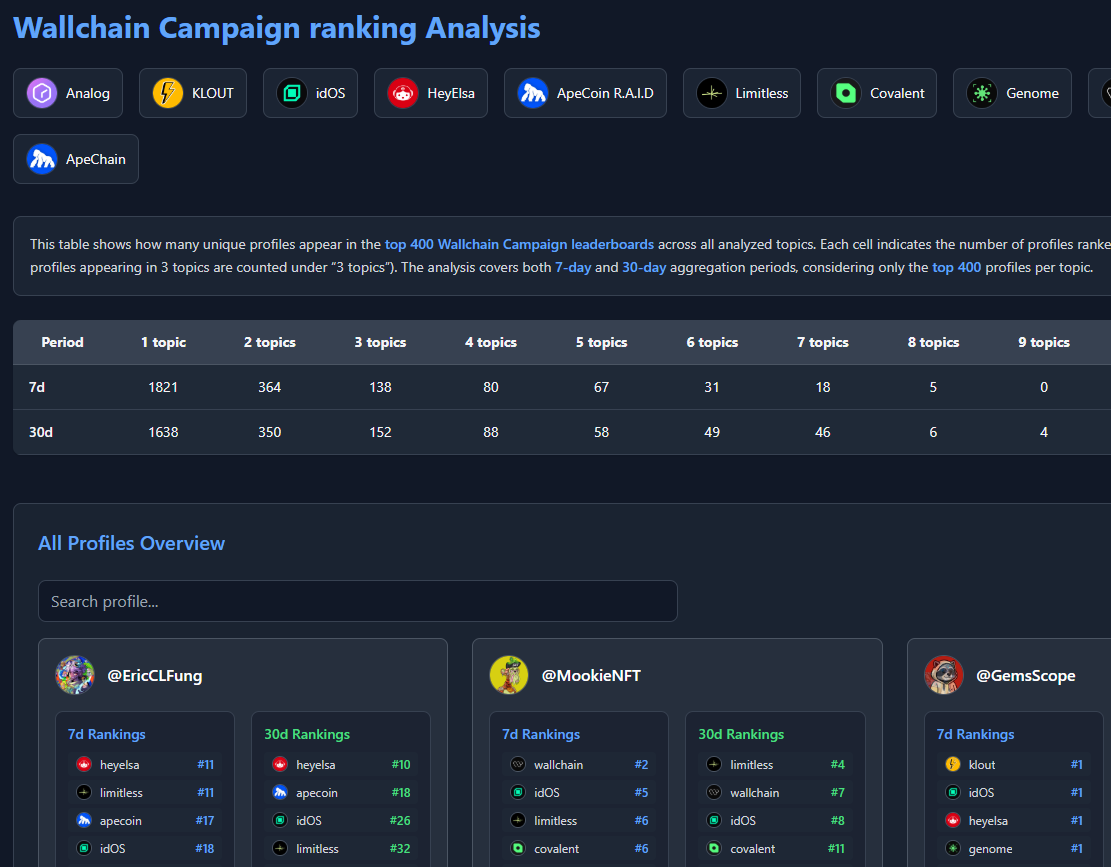 Wallchain Campaign ranking Analysis
Analog KLOUT idOS HeyElsa ApeCoin R.A.I.D Limitless Covalent Genome
ApeChain
This table shows how many unique profiles appear in the top 400 Wallchain Campaign leaderboards across all analyzed topics. Each cell indicates the number of profiles ranke
profiles appearing in 3 topics are counted under "3 topics"). The analysis covers both 7-day and 30-day aggregation periods, considering only the top 400 profiles per topic.
Period 1 topic 2 topics 3 topics 4 topics 5 topics 6 topics 7 topics 8 topics 9 topics
7d 1821 364 138 80 67 31 18 5 0
30d 1638 350 152 88 58 49 46 6 4
All Profiles Overview
Search profile...
@EricCLFung
7d Rankings
heyelsa #11
limitless #11
apecoin #17
idOS #18
30d Rankings
heyelsa #10
apecoin #18
idOS #26
limitless #32
@MookieNFT
7d Rankings
wallchain #2
idOS #5
limitless #6
covalent #6
30d Rankings
limitless #4
wallchain #7
idOS #8
covalent #11
@GemsScope
7d Rankings
klout #1
idOS #1
heyelsa #1
genome #1